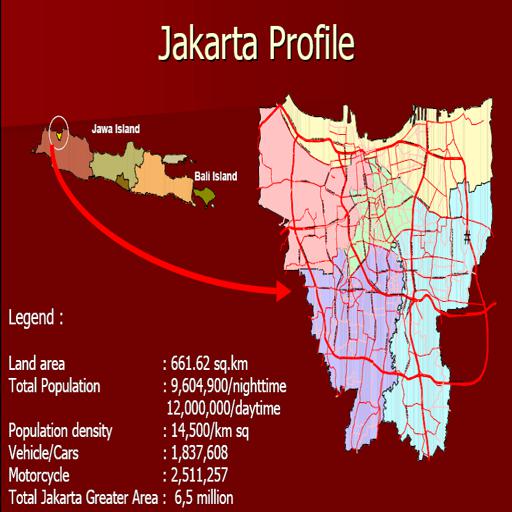 Jakarta Profile
Jawa Island
Bali Island
Legend :
Land area : 661.62 sq.km
Total Population : 9,604,900/nighttime
12,000,000/daytime
Population density : 14,500/km sq
Vehicle/Cars : 1,837,608
Motorcycle : 2,511,257
Total Jakarta Greater Area : 6,5 million